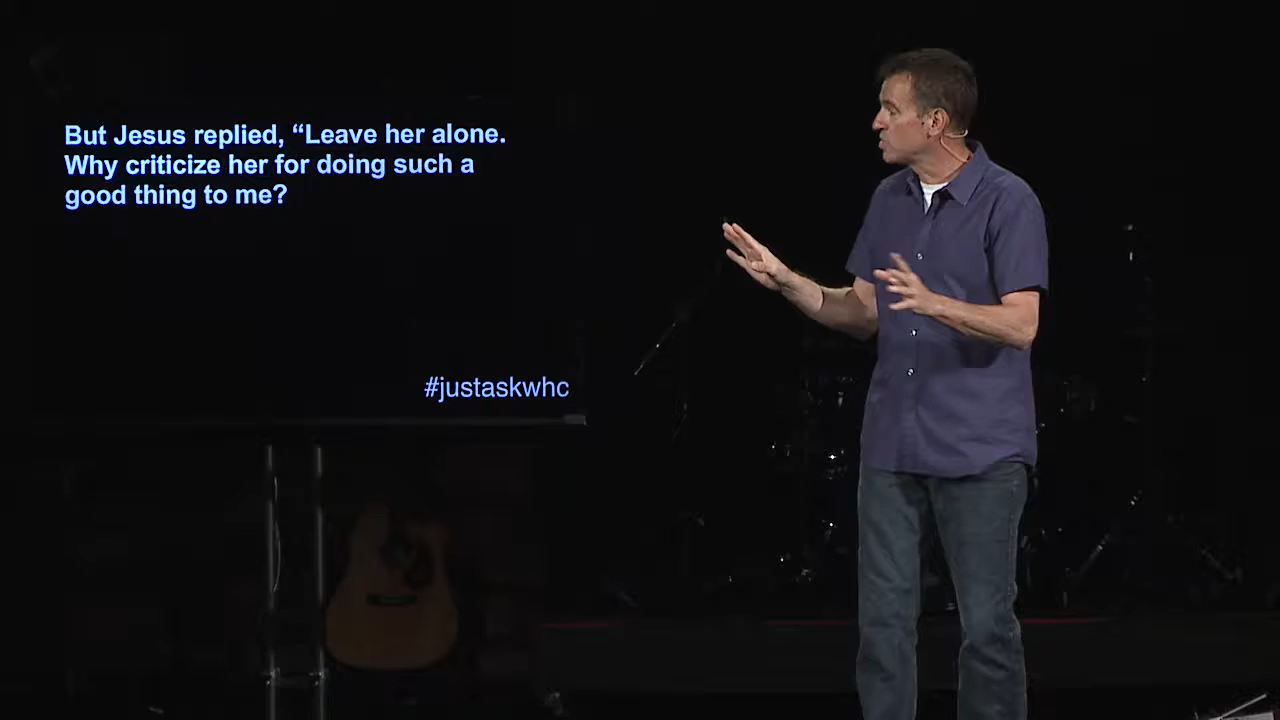 But Jesus replied, “Leave her alone.
Why criticize her for doing such a
good thing to me?
#justaskwhc